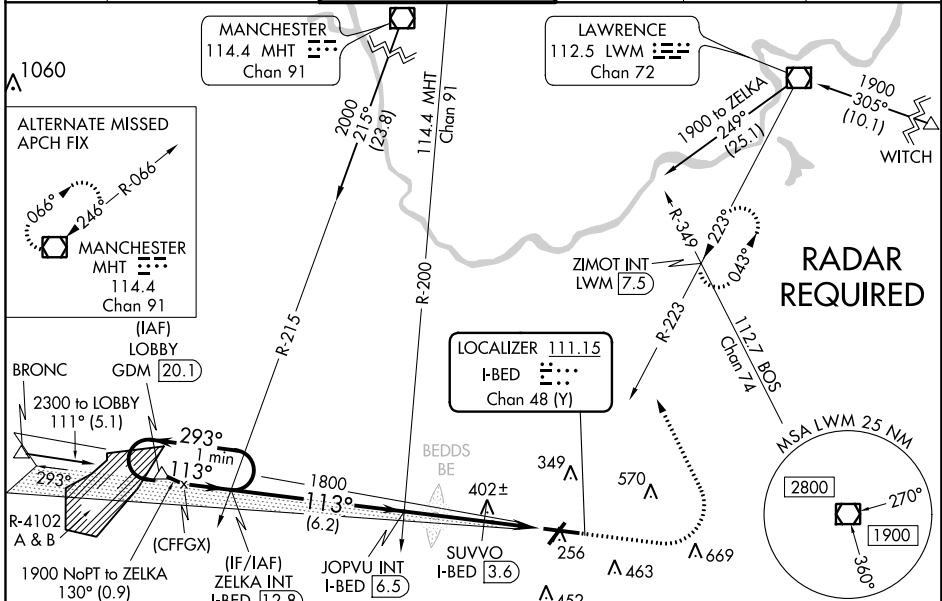 MANCHESTER
114.4 MHT
Chan 91
LAWRENCE
112.5 LWM
Chan 72
1060
ALTERNATE MISSED
APCH FIX
066°
246°
R-066
MANCHESTER
MHT
114.4
Chan 91
2000
215°
(23.8)
114.4 MHT
Chan 91
1900 to ZELKA
249°
(25.1)
1900
305°
(10.1)
WITCH
R-349
223°
043°
ZIMOT INT
LWM 7.5
RADAR
REQUIRED
R-215
R-200
R-223
112.7 BOS
Chan 74
(IAF)
LOBBY
GDM 20.1
LOCALIZER 111.15
I-BED
Chan 48 (Y)
BRONC
2300 to LOBBY
111° (5.1)
293°
293°
1 min
113°
1800
113°
(6.2)
BEDDS
BE
402±
349
570
256
463
669
452
R-4102
A & B
(CFFGX)
1900 NoPT to ZELKA
130° (0.9)
(IF/IAF)
ZELKA INT
I-BED 12.8
JOPVU INT
I-BED 6.5
SUVVO
I-BED 3.6
MSA LWM 25 NM
2800
270°
1900
360°